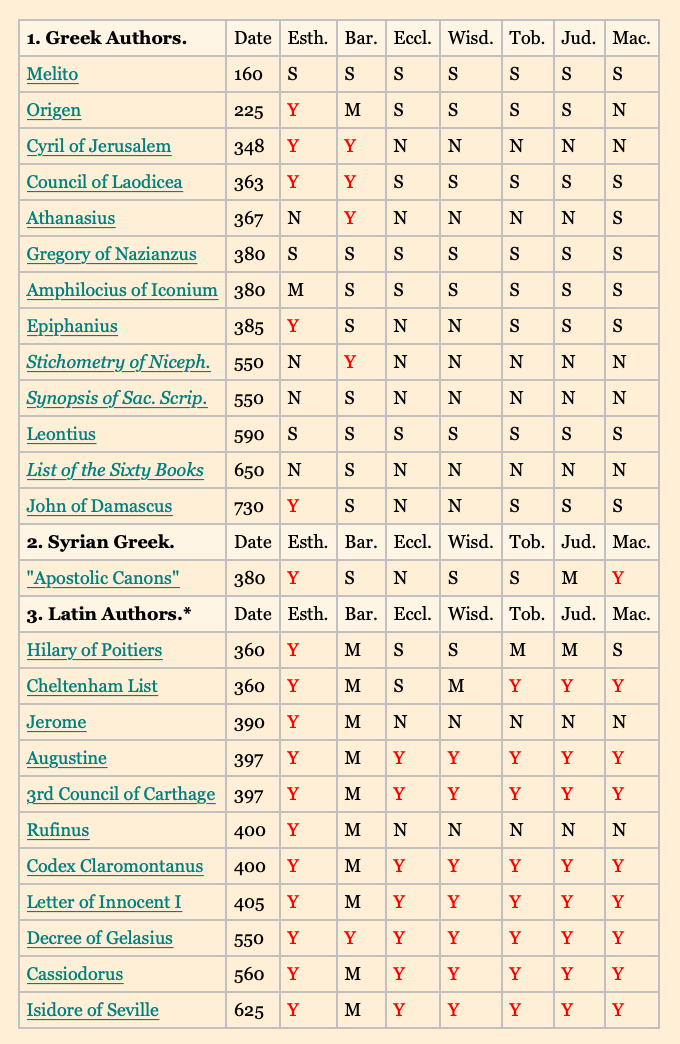 1. Greek Authors. Date Esth. Bar. Eccl. Wisd. Tob. Jud. Mac.
Melito 160 S S S S S S S
Origen 225 Y M S S S S N
Cyril of Jerusalem 348 Y Y N N N N N
Council of Laodicea 363 Y Y S S S S S
Athanasius 367 N Y N N N N S
Gregory of Nazianzus 380 S S S S S S S
Amphilocius of Iconium 380 M S S S S S S
Epiphanius 385 Y S N N S S S
Stichometry of Niceph. 550 N Y N N N N N
Synopsis of Sac. Scrip. 550 N S N N N N N
Leontius 590 S S S S S S S
List of the Sixty Books 650 N S N N N N N
John of Damascus 730 Y S N N S S S
2. Syrian Greek. Date Esth. Bar. Eccl. Wisd. Tob. Jud. Mac.
"Apostolic Canons" 380 Y S N S S M Y
3. Latin Authors.* Date Esth. Bar. Eccl. Wisd. Tob. Jud. Mac.
Hilary of Poitiers 360 Y M S S M M S
Cheltenham List 360 Y M S M Y Y Y
Jerome 390 Y M N N N N N
Augustine 397 Y M Y Y Y Y Y
3rd Council of Carthage 397 Y M Y Y Y Y Y
Rufinus 400 Y M N N N N N
Codex Claromontanus 400 Y M Y Y Y Y Y
Letter of Innocent I 405 Y M Y Y Y Y Y
Decree of Gelasius 550 Y Y Y Y Y Y Y
Cassiodorus 560 Y M Y Y Y Y Y
Isidore of Seville 625 Y M Y Y Y Y Y